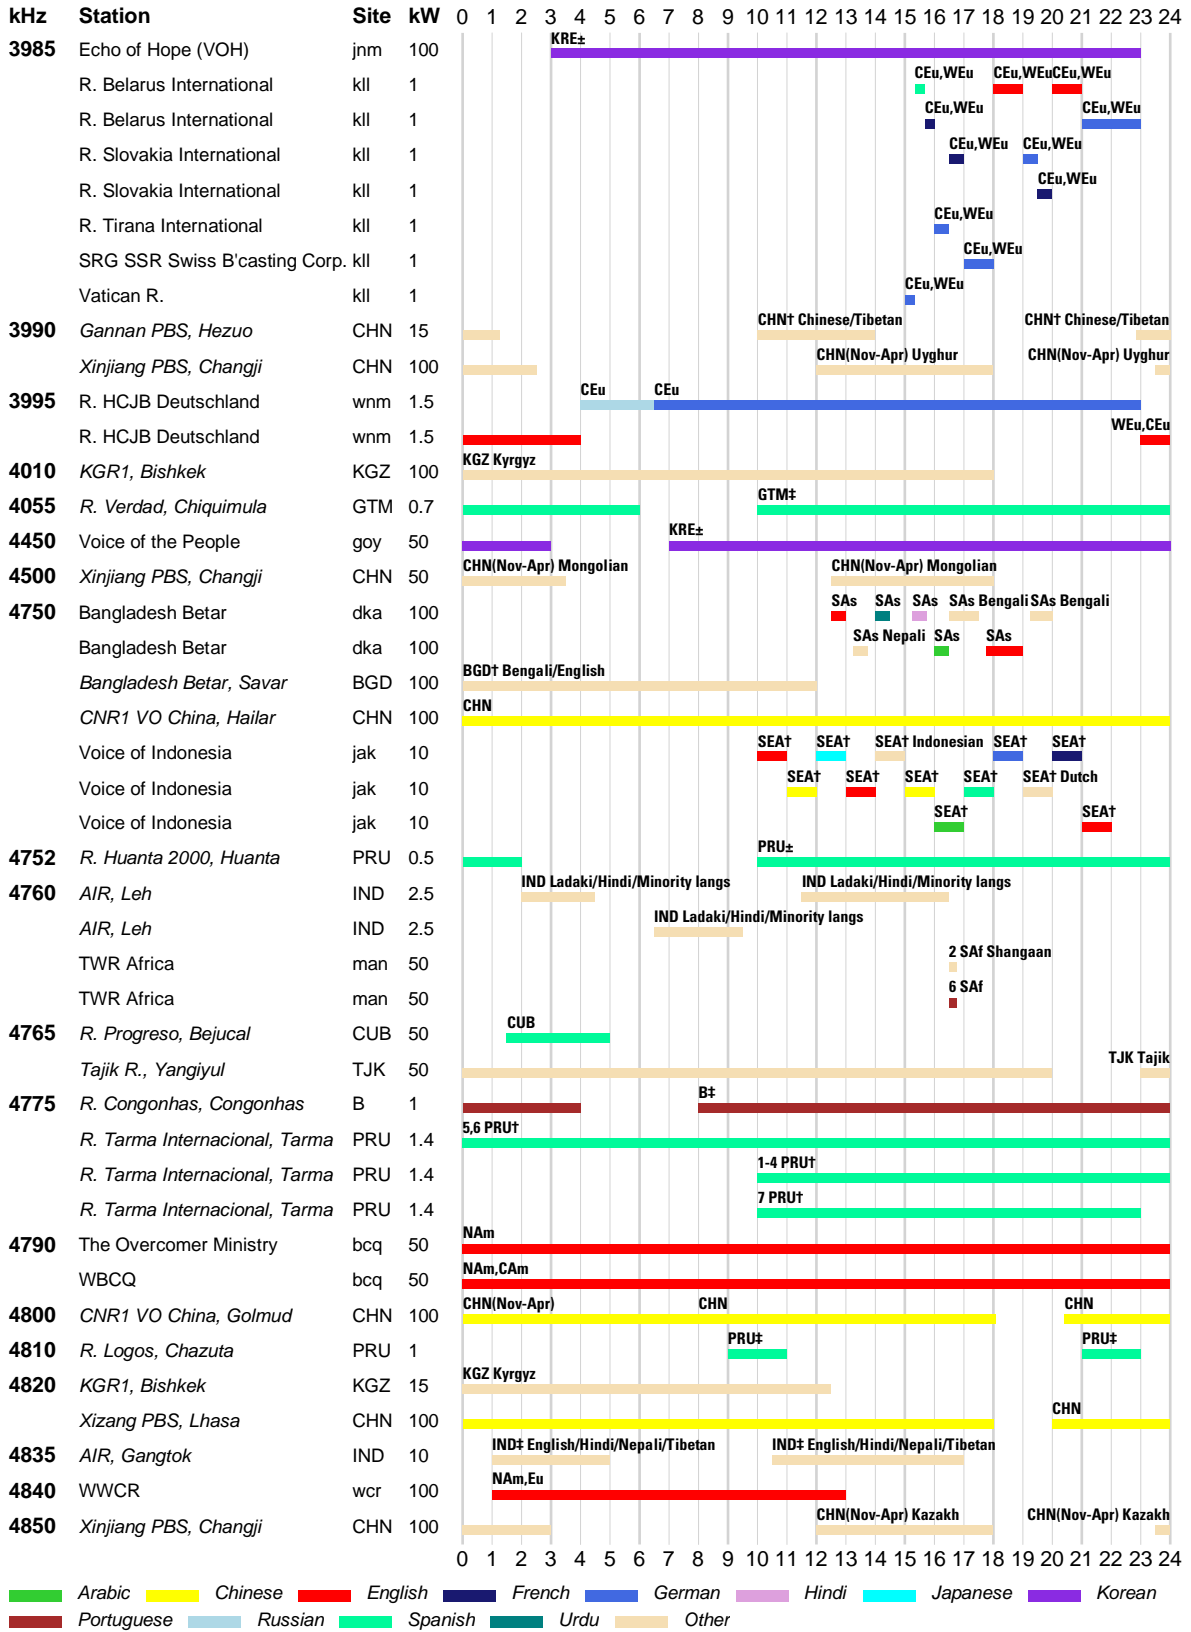 kHz Station Site kW 0 1 2 3 4 5 6 7 8 9 10 11 12 13 14 15 16 17 18 19 20 21 22 23 24
3985 Echo of Hope (VOH) jnm 100 KRE±
R. Belarus International kll 1 CEu,WEu CEu,WEu CEu,WEu
R. Belarus International kll 1 CEu,WEu CEu,WEu
R. Slovakia International kll 1 CEu,WEu CEu,WEu
R. Slovakia International kll 1 CEu,WEu
R. Tirana International kll 1 CEu,WEu
SRG SSR Swiss B'casting Corp. kll 1 CEu,WEu
Vatican R. kll 1 CEu,WEu
3990 Gannan PBS, Hezuo CHN 15 CHN† Chinese/Tibetan CHN† Chinese/Tibetan
Xinjiang PBS, Changji CHN 100 CHN(Nov-Apr) Uyghur CHN(Nov-Apr) Uyghur
3995 R. HCJB Deutschland wnm 1.5 CEu CEu
R. HCJB Deutschland wnm 1.5 WEu,CEu
4010 KGR1, Bishkek KGZ 100 KGZ Kyrgyz
4055 R. Verdad, Chiquimula GTM 0.7 GTM‡
4450 Voice of the People goy 50 KRE±
4500 Xinjiang PBS, Changji CHN 50 CHN(Nov-Apr) Mongolian CHN(Nov-Apr) Mongolian
4750 Bangladesh Betar dka 100 SAs SAs SAs SAs Bengali SAs Bengali
Bangladesh Betar dka 100 SAs Nepali SAs SAs
Bangladesh Betar, Savar BGD 100 BGD† Bengali/English
CNR1 VO China, Hailar CHN 100 CHN
Voice of Indonesia jak 10 SEA† SEA† SEA† Indonesian SEA† SEA†
Voice of Indonesia jak 10 SEA† SEA† SEA† SEA† SEA† Dutch
Voice of Indonesia jak 10 SEA† SEA†
4752 R. Huanta 2000, Huanta PRU 0.5 PRU±
4760 AIR, Leh IND 2.5 IND Ladaki/Hindi/Minority langs IND Ladaki/Hindi/Minority langs
AIR, Leh IND 2.5 IND Ladaki/Hindi/Minority langs
TWR Africa man 50 2 SAf Shangaan
TWR Africa man 50 6 SAf
4765 R. Progreso, Bejucal CUB 50 CUB
Tajik R., Yangiyul TJK 50 TJK Tajik
4775 R. Congonhas, Congonhas B 1 B‡
R. Tarma Internacional, Tarma PRU 1.4 5,6 PRU†
R. Tarma Internacional, Tarma PRU 1.4 1-4 PRU†
R. Tarma Internacional, Tarma PRU 1.4 7 PRU†
4790 The Overcomer Ministry bcq 50 NAm
WBCQ bcq 50 NAm,CAm
4800 CNR1 VO China, Golmud CHN 100 CHN(Nov-Apr) CHN CHN
4810 R. Logos, Chazuta PRU 1 PRU‡ PRU‡
4820 KGR1, Bishkek KGZ 15 KGZ Kyrgyz
Xizang PBS, Lhasa CHN 100 CHN
4835 AIR, Gangtok IND 10 IND‡ English/Hindi/Nepali/Tibetan IND‡ English/Hindi/Nepali/Tibetan
4840 WWCR wcr 100 NAm,Eu
4850 Xinjiang PBS, Changji CHN 100 CHN(Nov-Apr) Kazakh CHN(Nov-Apr) Kazakh
0 1 2 3 4 5 6 7 8 9 10 11 12 13 14 15 16 17 18 19 20 21 22 23 24
Arabic Chinese English French German Hindi Japanese Korean
Portuguese Russian Spanish Urdu Other